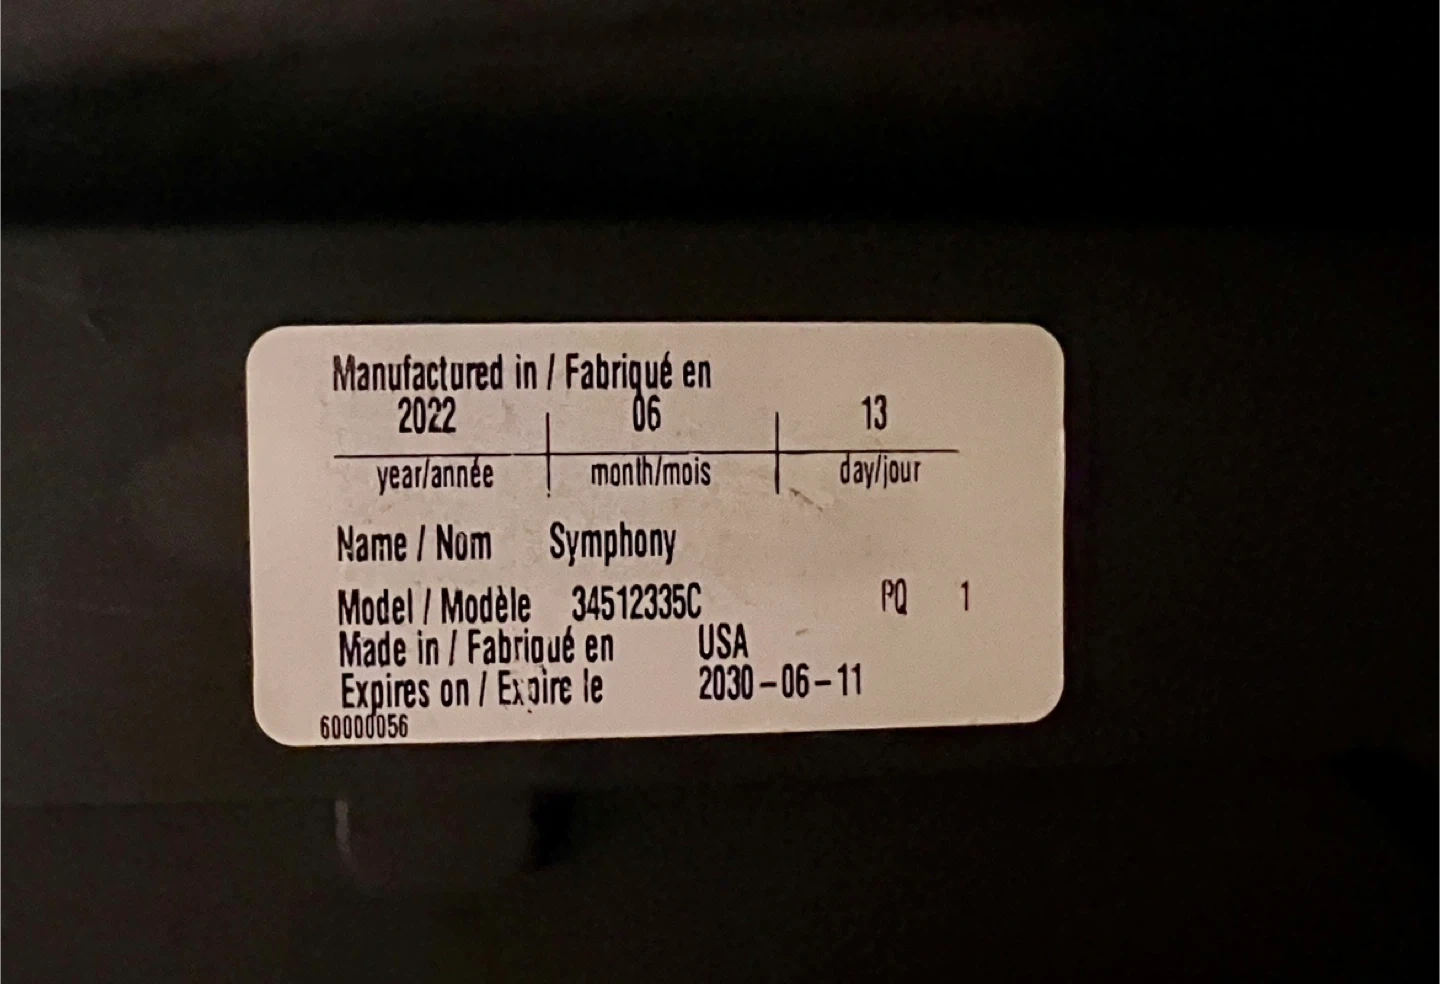 Manufactured in / Fabriqué en
2022 06 13
year/année month/mois day/jour
Name / Nom Symphony
Model / Modèle 34512335C PQ 1
Made in / Fabriqué en USA
Expires on / Expire le 2030-06-11
60000056